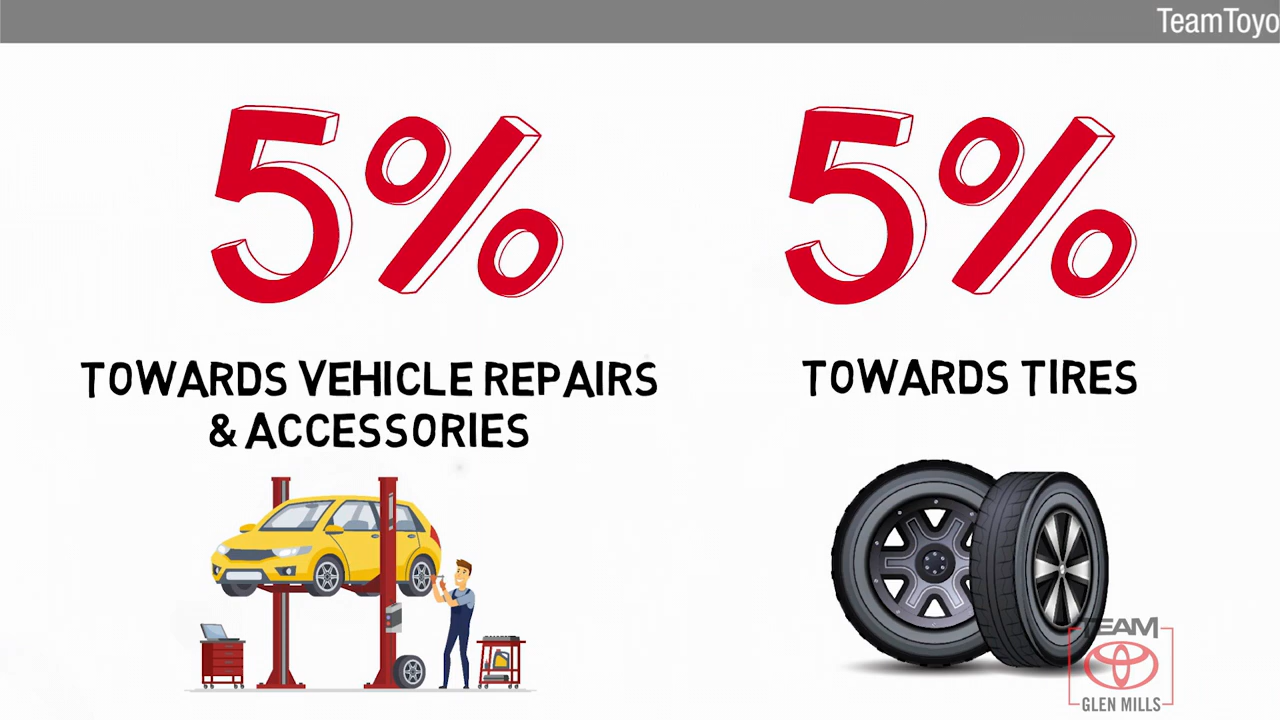 TeamToyo
5% 5%
TOWARDS VEHICLE REPAIRS
& ACCESSORIES
TOWARDS TIRES
TEAM
GLEN MILLS